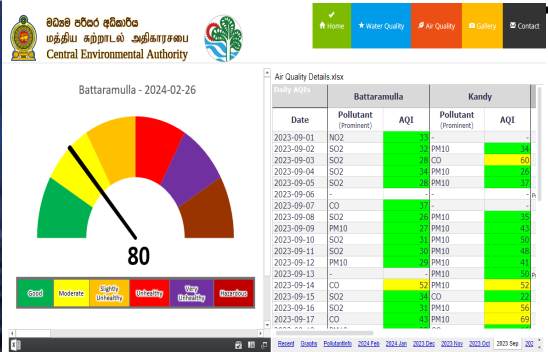 මධ්‍යම පරිසර අධිකාරිය
மத்திய சுற்றாடல் அதிகாரசபை
Central Environmental Authority
Home
Water Quality
Air Quality
Gallery
Contact
Battaramulla - 2024-02-26
80
Good Moderate Slightly Unhealthy Unhealthy Very Unhealthy Hazardous
Air Quality Details.xlsx
Daily AQIs Battaramulla Kandy
Date Pollutant (Prominent) AQI Pollutant (Prominent) AQI
2023-09-01 NO2 33 - -
2023-09-02 SO2 32 PM10 34
2023-09-03 SO2 28 CO 60
2023-09-04 SO2 34 PM10 26
2023-09-05 SO2 28 PM10 37
2023-09-06 - - - -
2023-09-07 CO 37 - -
2023-09-08 SO2 26 PM10 35
2023-09-09 PM10 27 PM10 43
2023-09-10 SO2 31 PM10 50
2023-09-11 SO2 30 PM10 48
2023-09-12 PM10 29 PM10 41
2023-09-13 - - PM10 50
2023-09-14 CO 52 PM10 52
2023-09-15 SO2 34 CO 22
2023-09-16 SO2 31 PM10 56
2023-09-17 CO 43 PM10 69
Recent Graphs PollutantInfo 2024 Feb 2024 Jan 2023 Dec 2023 Nov 2023 Oct 2023 Sep 202